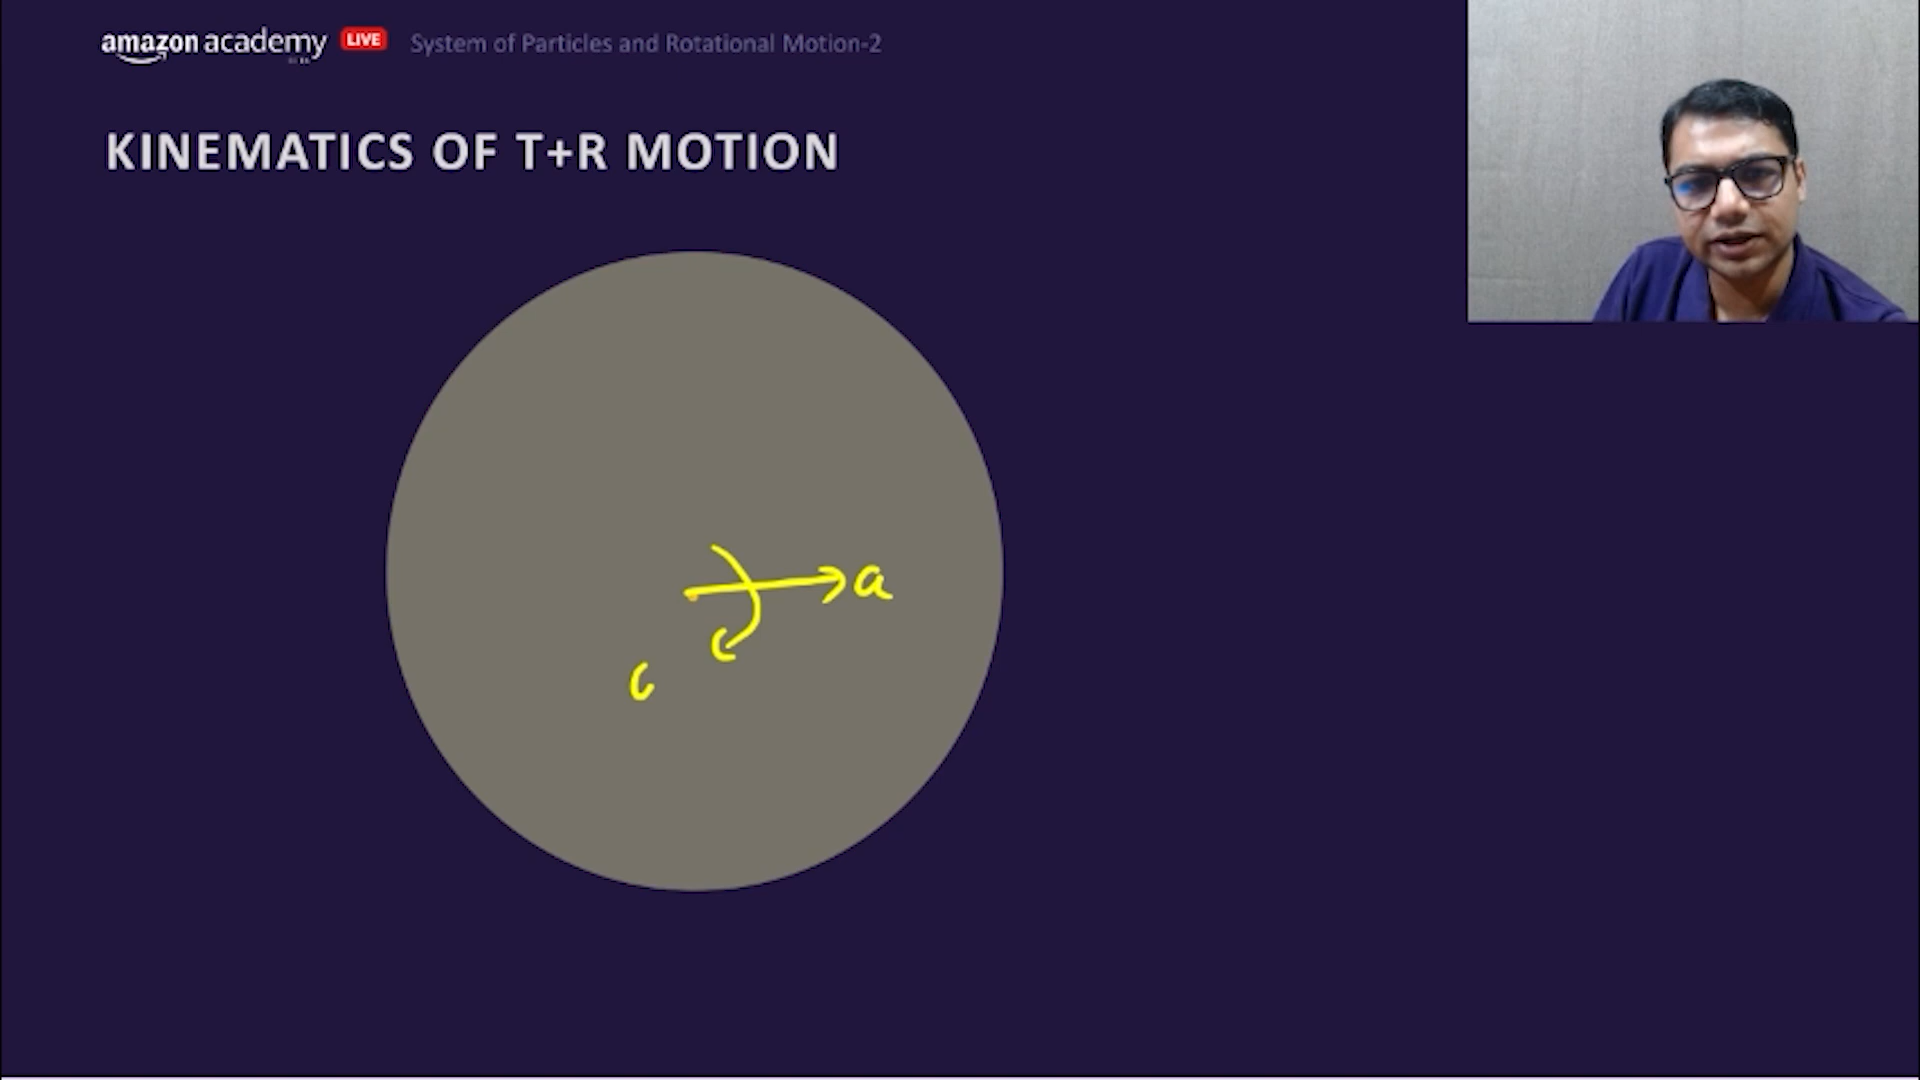 amazon academy LIVE System of Particles and Rotational Motion-2
KINEMATICS OF T+R MOTION
a